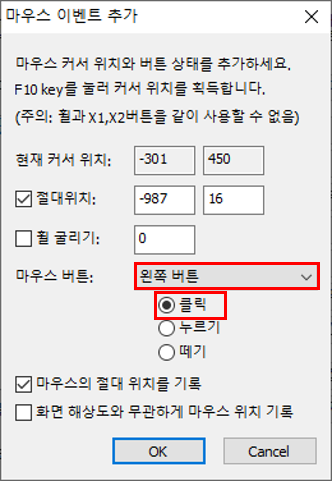 마우스 이벤트 추가
마우스 커서 위치와 버튼 상태를 추가하세요.
F10 key를 눌러 커서 위치를 획득합니다.
(주의: 휠과 X1,X2버튼을 같이 사용할 수 없음)
현재 커서 위치: -301 450
절대위치: -987 16
휠 굴리기: 0
마우스 버튼: 왼쪽 버튼
클릭
누르기
떼기
마우스의 절대 위치를 기록
화면 해상도와 무관하게 마우스 위치 기록
OK Cancel